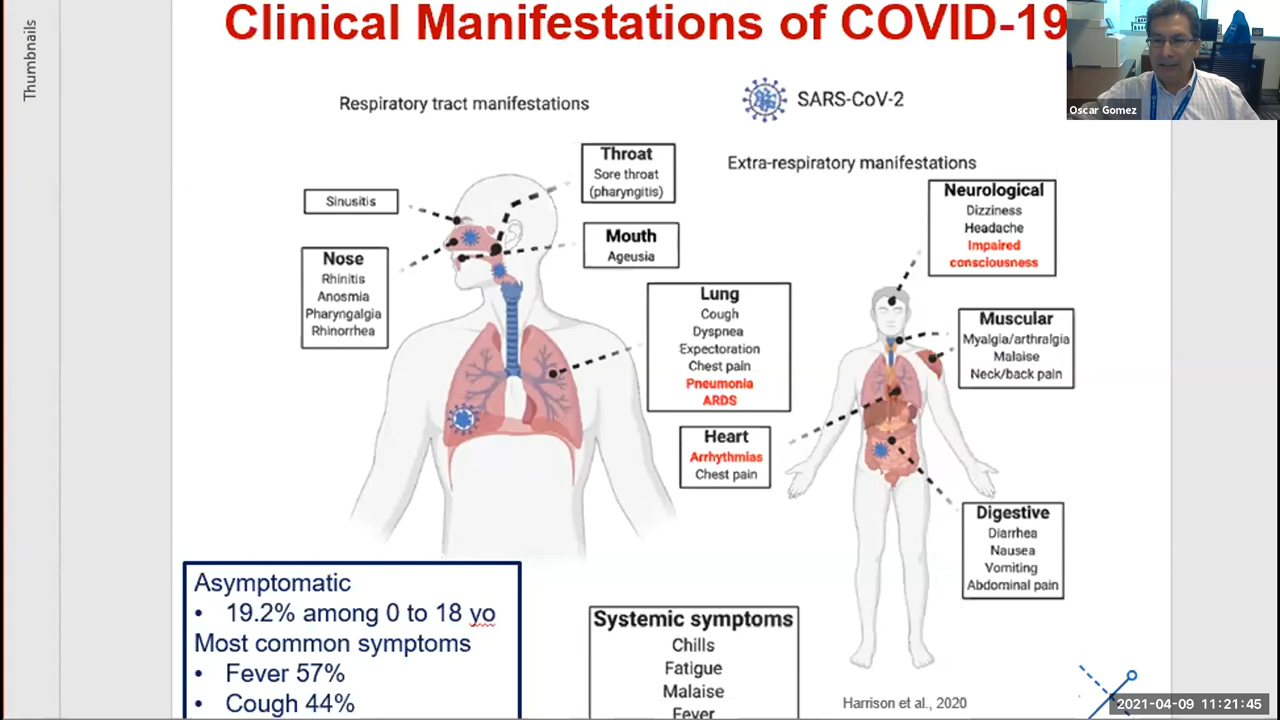 Thumbnails
Clinical Manifestations of COVID-19
Oscar Gomez
Respiratory tract manifestations
SARS-CoV-2
Extra-respiratory manifestations
Throat
Sore throat
(pharyngitis)
Sinusitis
Mouth
Ageusia
Nose
Rhinitis
Anosmia
Pharyngalgia
Rhinorrhea
Lung
Cough
Dyspnea
Expectoration
Chest pain
Pneumonia
ARDS
Neurological
Dizziness
Headache
Impaired
consciousness
Muscular
Myalgia/arthralgia
Malaise
Neck/back pain
Heart
Arrhythmias
Chest pain
Digestive
Diarrhea
Nausea
Vomiting
Abdominal pain
Asymptomatic
• 19.2% among 0 to 18 yo
Most common symptoms
• Fever 57%
• Cough 44%
Systemic symptoms
Chills
Fatigue
Malaise
Fever
Harrison et al., 2020
2021-04-09 11:21:45